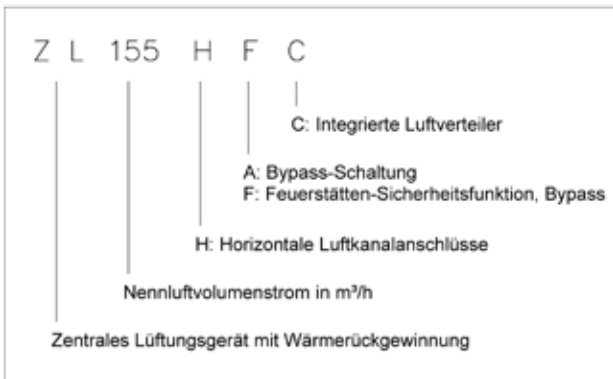 Z L 155 H F C
C: Integrierte Luftverteiler
A: Bypass-Schaltung
F: Feuerstätten-Sicherheitsfunktion, Bypass
H: Horizontale Luftkanalanschlüsse
Nennluftvolumenstrom in m³/h
Zentrales Lüftungsgerät mit Wärmerückgewinnung